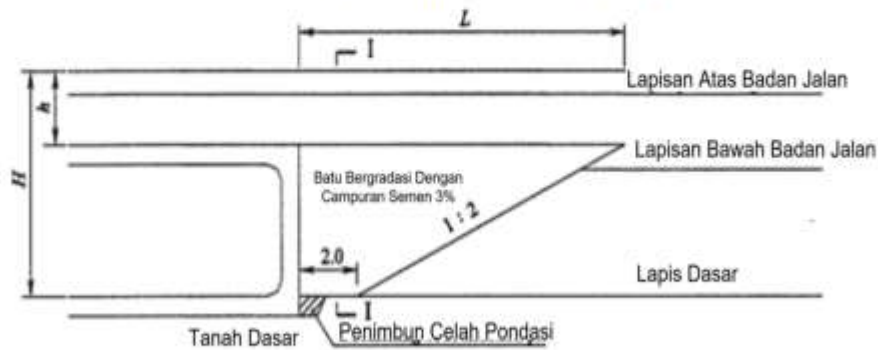 L
I
Lapisan Atas Badan Jalan
h
H
Lapisan Bawah Badan Jalan
Batu Bergradasi Dengan
Campuran Semen 3%
1 : 2
2.0
Lapis Dasar
I
Tanah Dasar
Penimbun Celah Pondasi